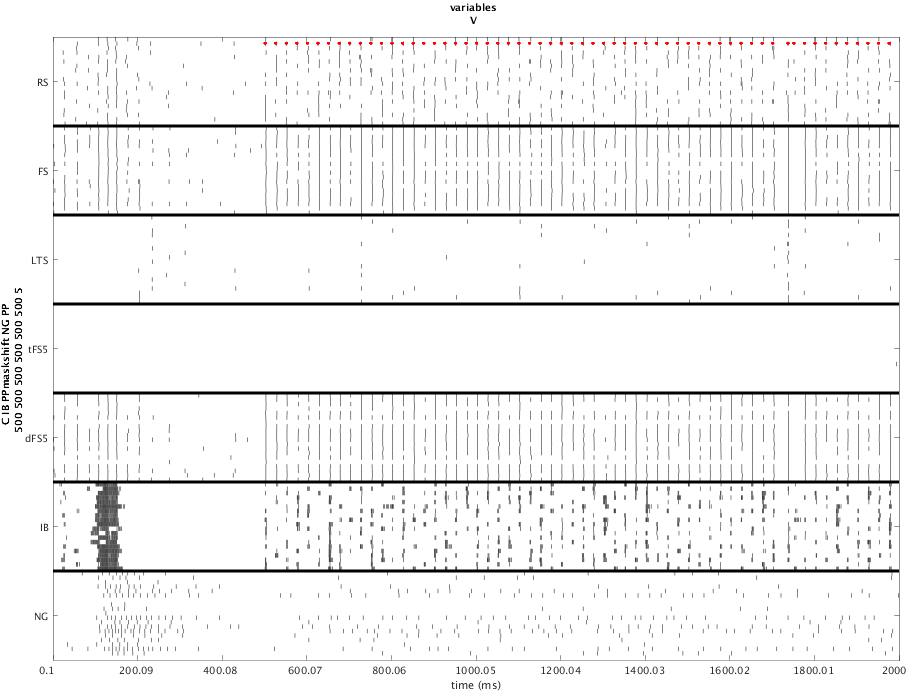 variables
V
RS
FS
LTS
tFS5
dFS5
IB
NG
C IB PPmaskshift NG PP
500 500 500 500 500 500 5
0.1
200.09
400.08
600.07
800.06
1000.05
1200.04
1400.03
1600.02
1800.01
2000
time (ms)